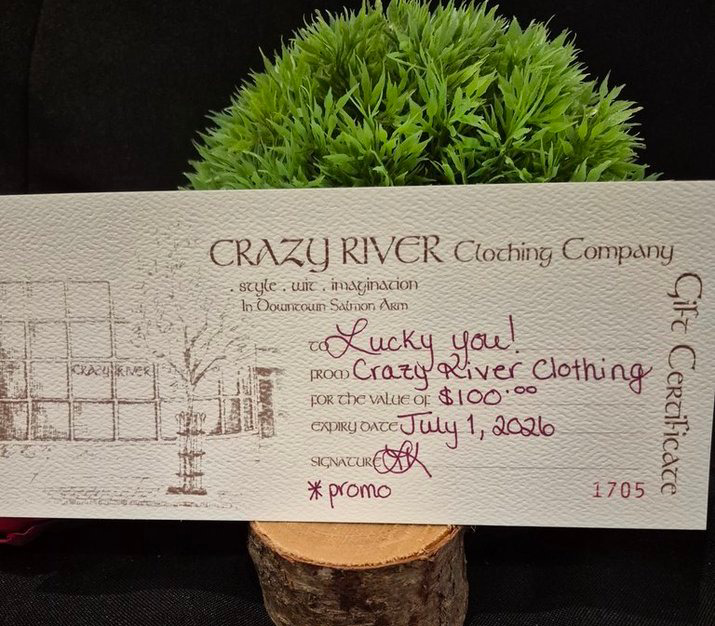 CRAZY RIVER Clothing Company
. style . wit . imagination
In Downtown Salmon Arm
Gift Certificate
CRAZY RIVER
TO Lucky you!
FROM Crazy River Clothing
FOR THE VALUE OF $100.00
EXPIRY DATE July 1, 2026
SIGNATURE
* promo
1705